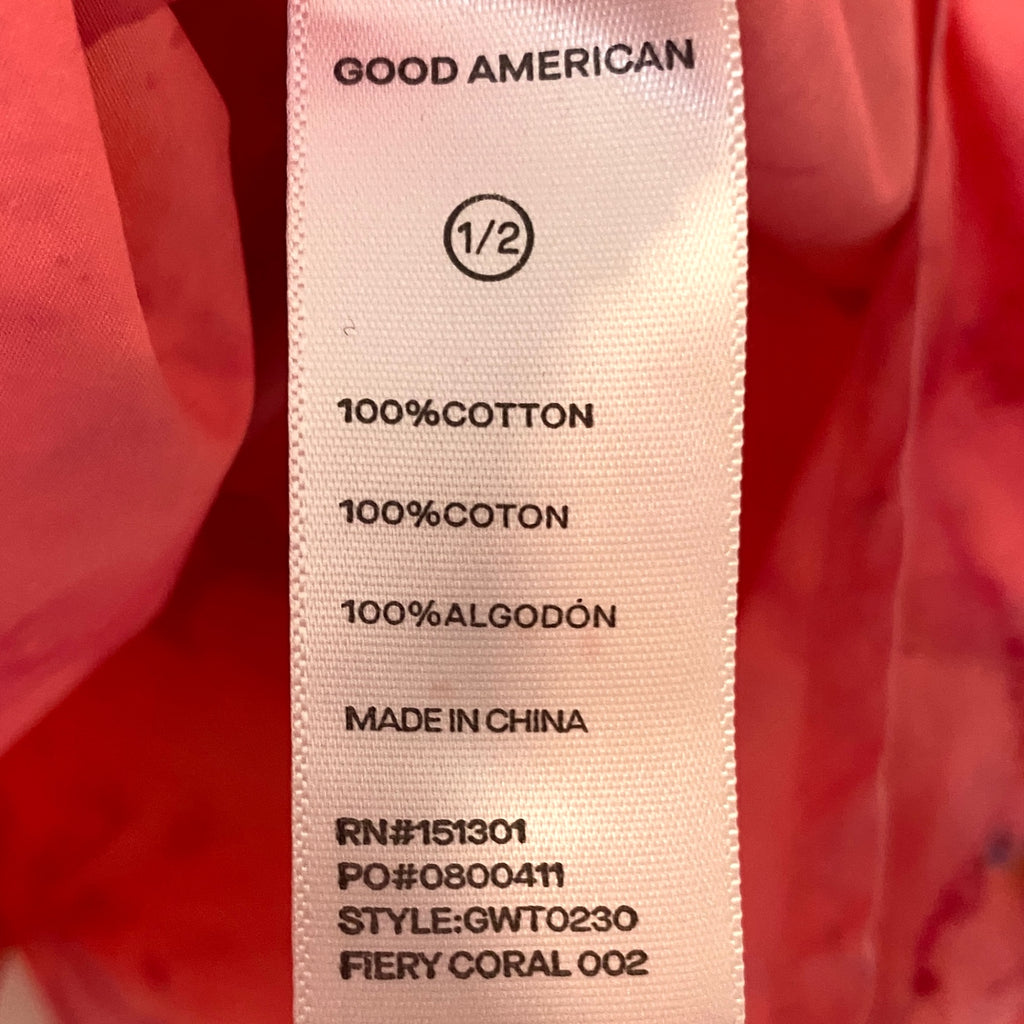 GOOD AMERICAN
1/2
100%COTTON
100%COTON
100%ALGODÓN
MADE IN CHINA
RN#151301
PO#0800411
STYLE:GWT0230
FIERY CORAL 002